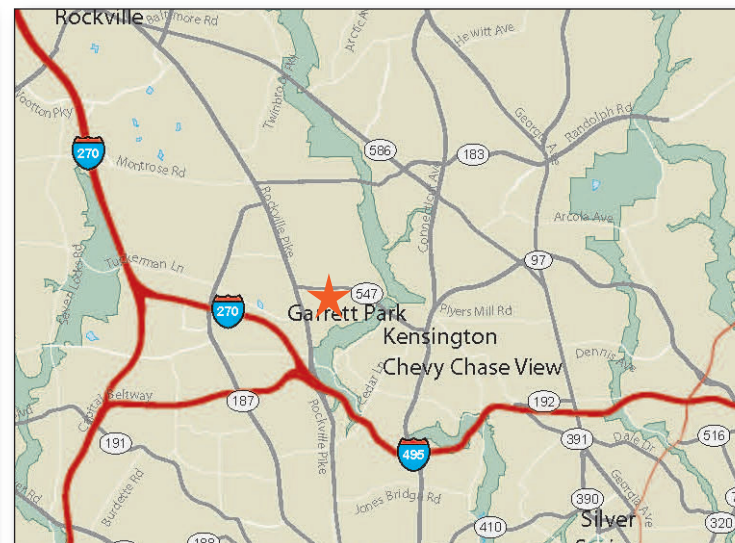 Rockville
Baltimore Rd
Arctic Ave
Hewitt Ave
Wootton Pky
Twinbrook
Georgia Ave
Randolph Rd
270
Montrose Rd
586
183
Rockville Pike
Connecticut Ave
Arcola Ave
Seven Locks Rd
Tuckerman Ln
97
547
270
Garrett Park
Plyers Mill Rd
Kensington
Chevy Chase View
Dennis Ave
Cedar Ln
Capital Beltway
187
192
Rockville Pike
191
391
Dale Dr
516
495
Burdette Rd
Jones Bridge Rd
Georgia Ave
390
Silver
410
320
188